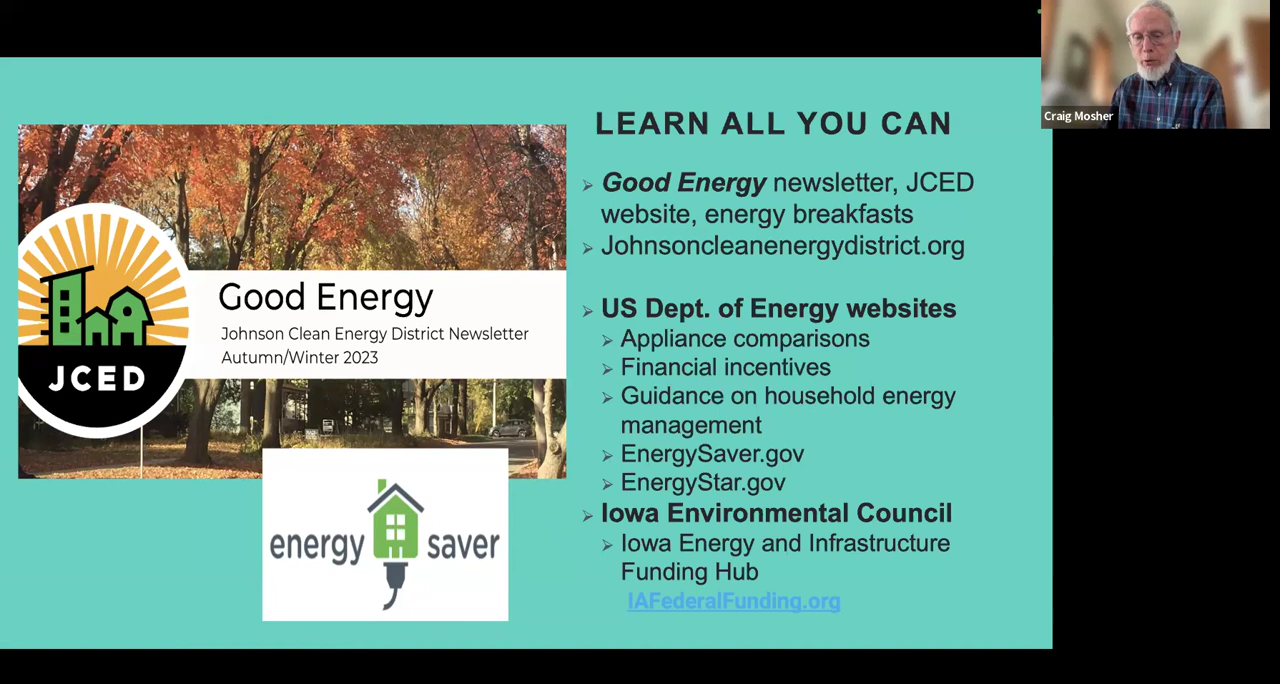 Craig Mosher
LEARN ALL YOU CAN
Good Energy newsletter, JCED
website, energy breakfasts
Johnsoncleanenergydistrict.org
US Dept. of Energy websites
Appliance comparisons
Financial incentives
Guidance on household energy
management
EnergySaver.gov
EnergyStar.gov
Iowa Environmental Council
Iowa Energy and Infrastructure
Funding Hub
IAFederalFunding.org
Good Energy
Johnson Clean Energy District Newsletter
Autumn/Winter 2023
JCED
energy saver